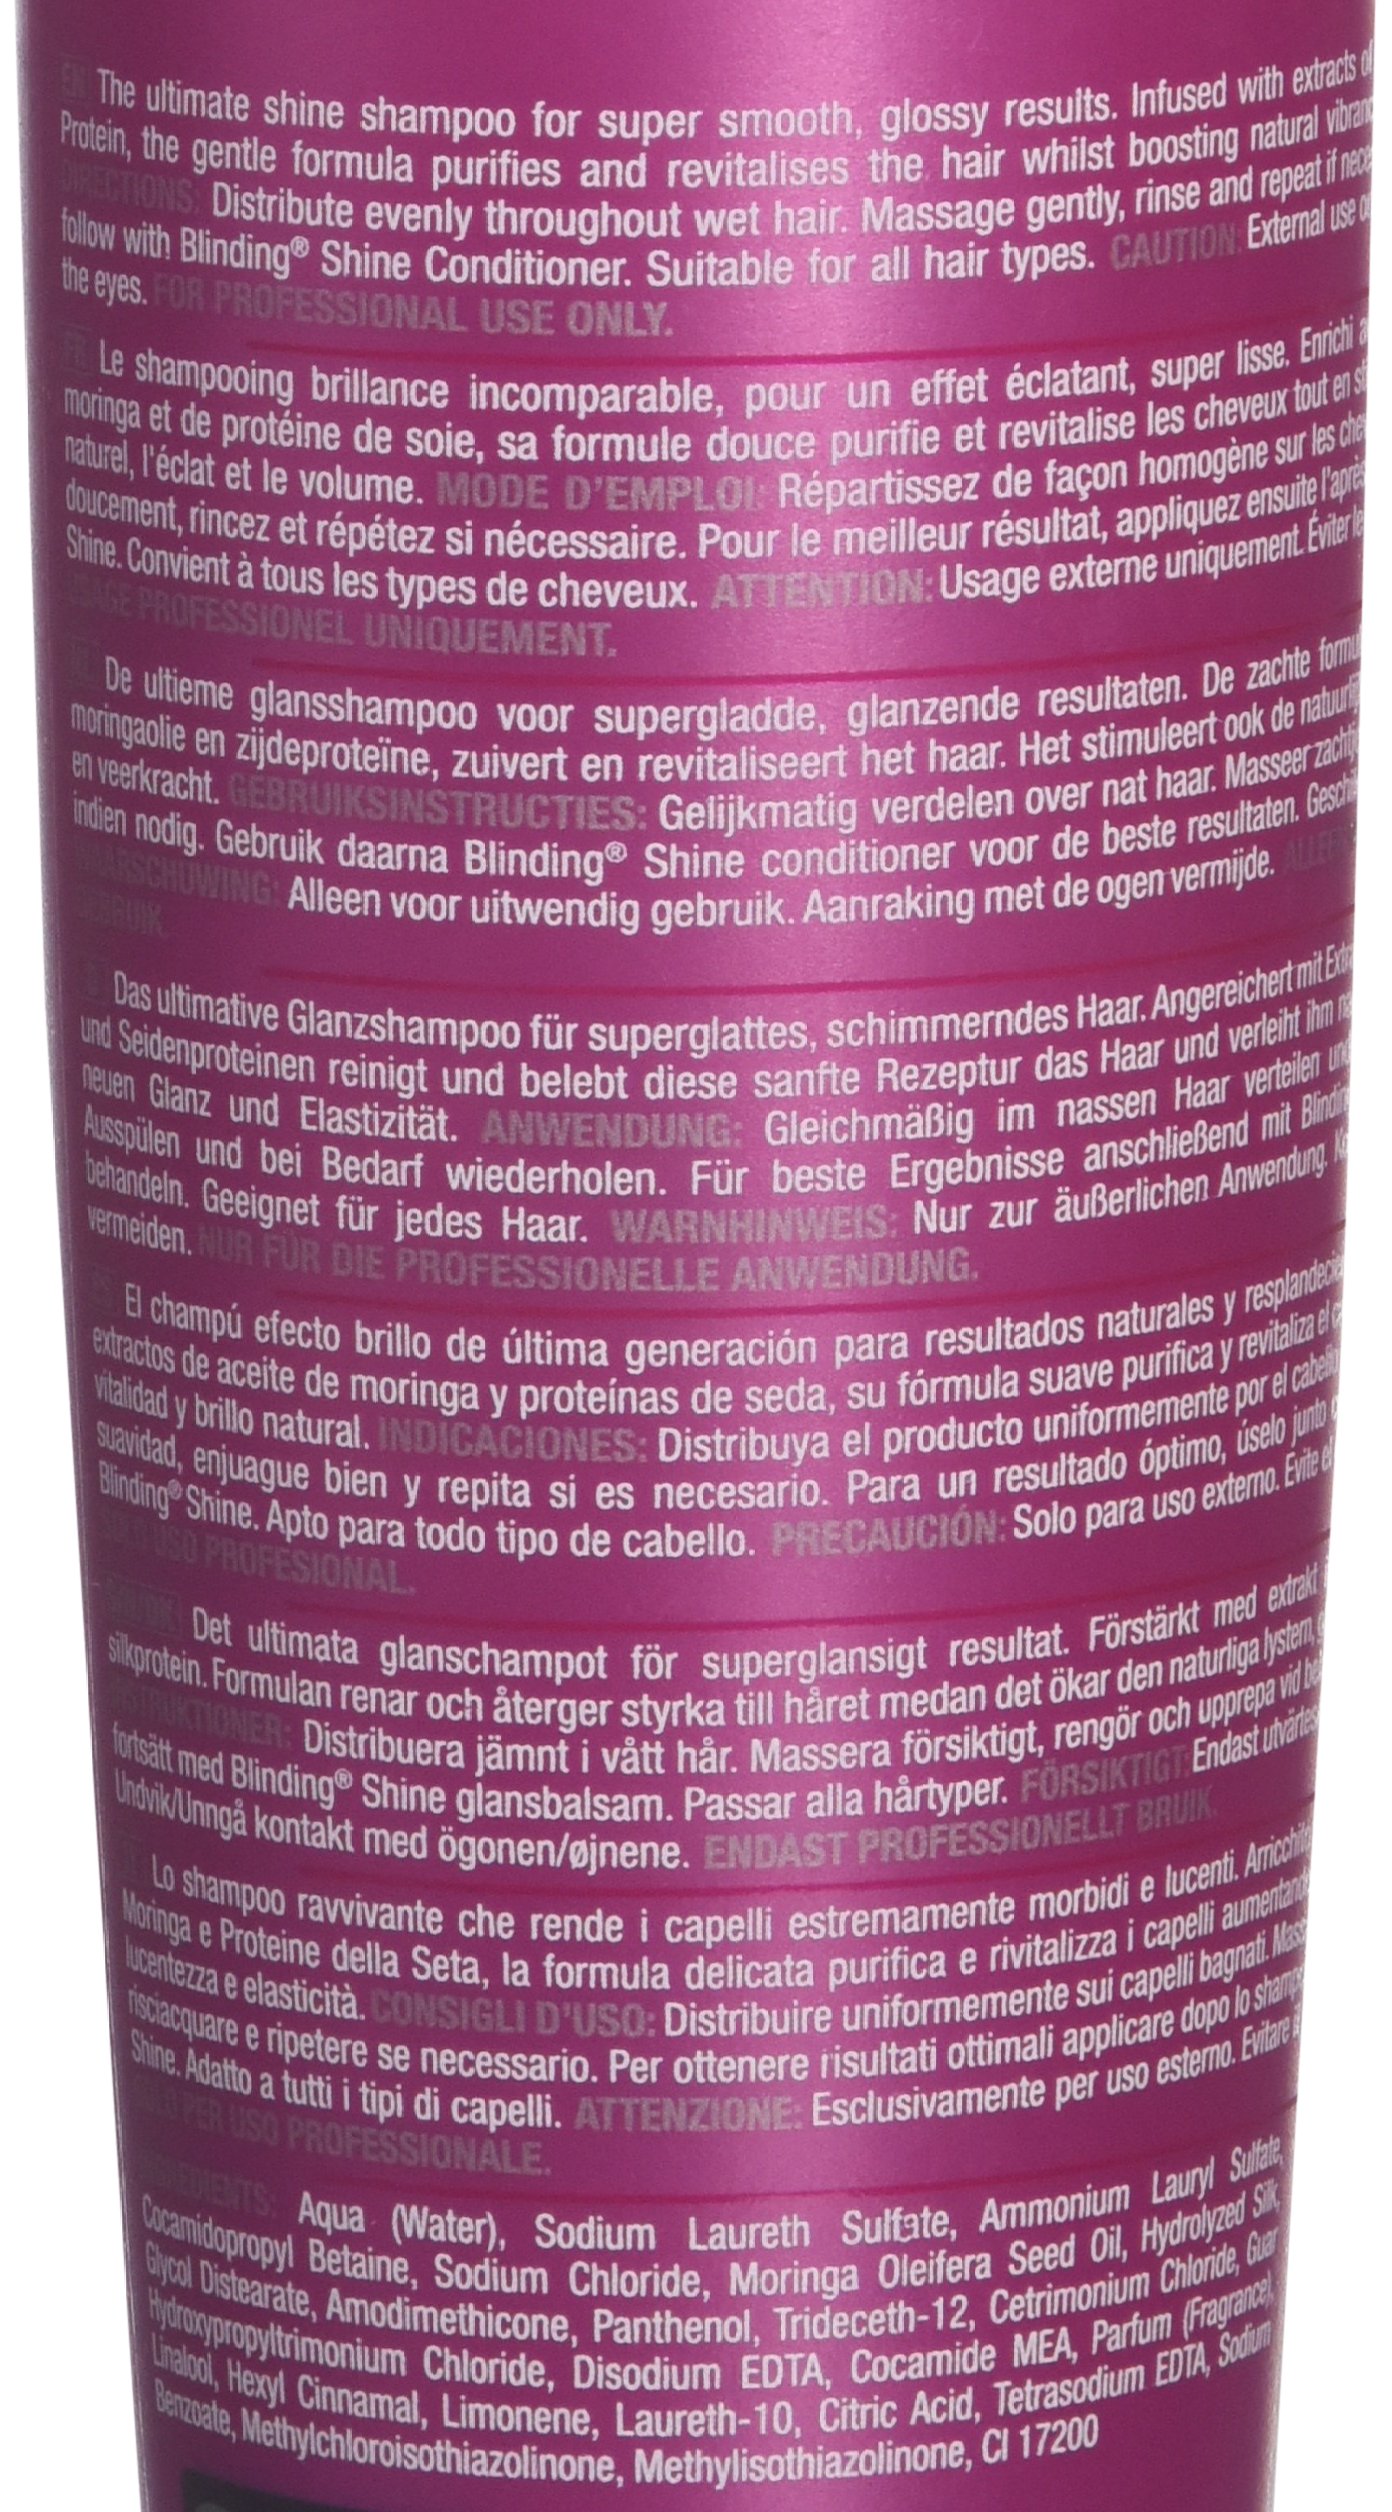 EN The ultimate shine shampoo for super smooth, glossy results. Infused with extracts of
Protein, the gentle formula purifies and revitalises the hair whilst boosting natural
DIRECTIONS: Distribute evenly throughout wet hair. Massage gently, rinse and repeat if
follow with Blinding® Shine Conditioner. Suitable for all hair types. CAUTION: External use
the eyes. FOR PROFESSIONAL USE ONLY.
FR Le shampooing brillance incomparable, pour un effet éclatant, super lisse. Enrichi
moringa et de protéine de soie, sa formule douce purifie et revitalise les cheveux tout en
naturel, l'éclat et le volume. MODE D'EMPLOI: Répartissez de façon homogène sur les
doucement, rincez et répétez si nécessaire. Pour le meilleur résultat, appliquez ensuite
Shine. Convient à tous les types de cheveux. ATTENTION: Usage externe uniquement. Éviter
USAGE PROFESSIONEL UNIQUEMENT.
De ultieme glansshampoo voor supergladde, glanzende resultaten. De zachte
moringaolie en zijdeproteïne, zuivert en revitaliseert het haar. Het stimuleert ook de
en veerkracht. GEBRUIKSINSTRUCTIES: Gelijkmatig verdelen over nat haar. Masseer
indien nodig. Gebruik daarna Blinding® Shine conditioner voor de beste resultaten.
WAARSCHUWING: Alleen voor uitwendig gebruik. Aanraking met de ogen vermijde.
GEBRUIK
Das ultimative Glanzshampoo für superglattes, schimmerndes Haar. Angereichert mit
und Seidenproteinen reinigt und belebt diese sanfte Rezeptur das Haar und verleiht ihm
neuen Glanz und Elastizität. ANWENDUNG: Gleichmäßig im nassen Haar verteilen
Ausspülen und bei Bedarf wiederholen. Für beste Ergebnisse anschließend mit
behandeln. Geeignet für jedes Haar. WARNHINWEIS: Nur zur äußerlichen Anwendung.
vermeiden. NUR FÜR DIE PROFESSIONELLE ANWENDUNG.
El champú efecto brillo de última generación para resultados naturales y
extractos de aceite de moringa y proteínas de seda, su fórmula suave purifica y revitaliza el
vitalidad y brillo natural. INDICACIONES: Distribuya el producto uniformemente por el
suavidad, enjuague bien y repita si es necesario. Para un resultado óptimo, úselo junto
Blinding® Shine. Apto para todo tipo de cabello. PRECAUCIÓN: Solo para uso externo. Evite
USO PROFESIONAL.
Det ultimata glanschampot för superglansigt resultat. Förstärkt med extrakt
silkprotein. Formulan renar och återger styrka till håret medan det ökar den naturliga lystern,
Distribuera jämnt i vått hår. Massera försiktigt, rengör och upprepa vid
fortsätt med Blinding® Shine glansbalsam. Passar alla hårtyper. FÖRSIKTIGT: Endast
Undvik/Unngå kontakt med ögonen/øjnene. ENDAST PROFESSIONELLT BRUIK.
Lo shampoo ravvivante che rende i capelli estremamente morbidi e lucenti.
Moringa e Proteine della Seta, la formula delicata purifica e rivitalizza i capelli
lucentezza e elasticità. CONSIGLI D'USO: Distribuire uniformemente sui capelli bagnati.
risciacquare e ripetere se necessario. Per ottenere risultati ottimali applicare dopo lo
Shine. Adatto a tutti i tipi di capelli. ATTENZIONE: Esclusivamente per uso esterno. Evitare
SOLO PER USO PROFESSIONALE.
INGREDIENTS: Aqua (Water), Sodium Laureth Sulfate, Ammonium Lauryl Sulfate,
Cocamidopropyl Betaine, Sodium Chloride, Moringa Oleifera Seed Oil, Hydrolyzed Silk,
Glycol Distearate, Amodimethicone, Panthenol, Trideceth-12, Cetrimonium Chloride, Guar
Hydroxypropyltrimonium Chloride, Disodium EDTA, Cocamide MEA, Parfum (Fragrance),
Linalool, Hexyl Cinnamal, Limonene, Laureth-10, Citric Acid, Tetrasodium EDTA, Sodium
Benzoate, Methylchloroisothiazolinone, Methylisothiazolinone, CI 17200